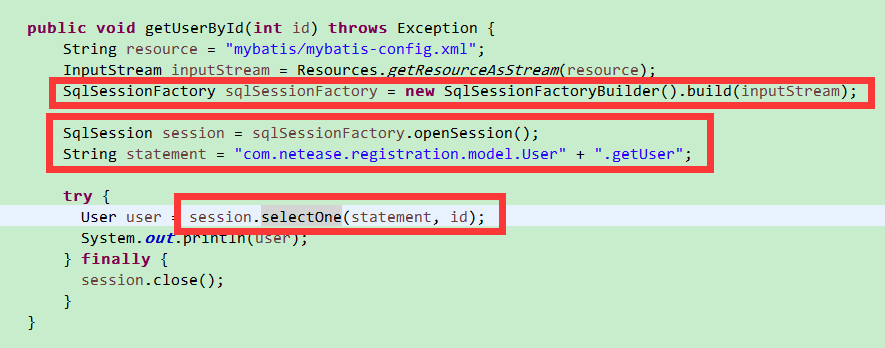 public void getUserById(int id) throws Exception {
String resource = "mybatis/mybatis-config.xml";
InputStream inputStream = Resources.getResourceAsStream(resource);
SqlSessionFactory sqlSessionFactory = new SqlSessionFactoryBuilder().build(inputStream);
SqlSession session = sqlSessionFactory.openSession();
String statement = "com.netease.registration.model.User" + ".getUser";
try {
User user = session.selectOne(statement, id);
System.out.println(user);
} finally {
session.close();
}
}